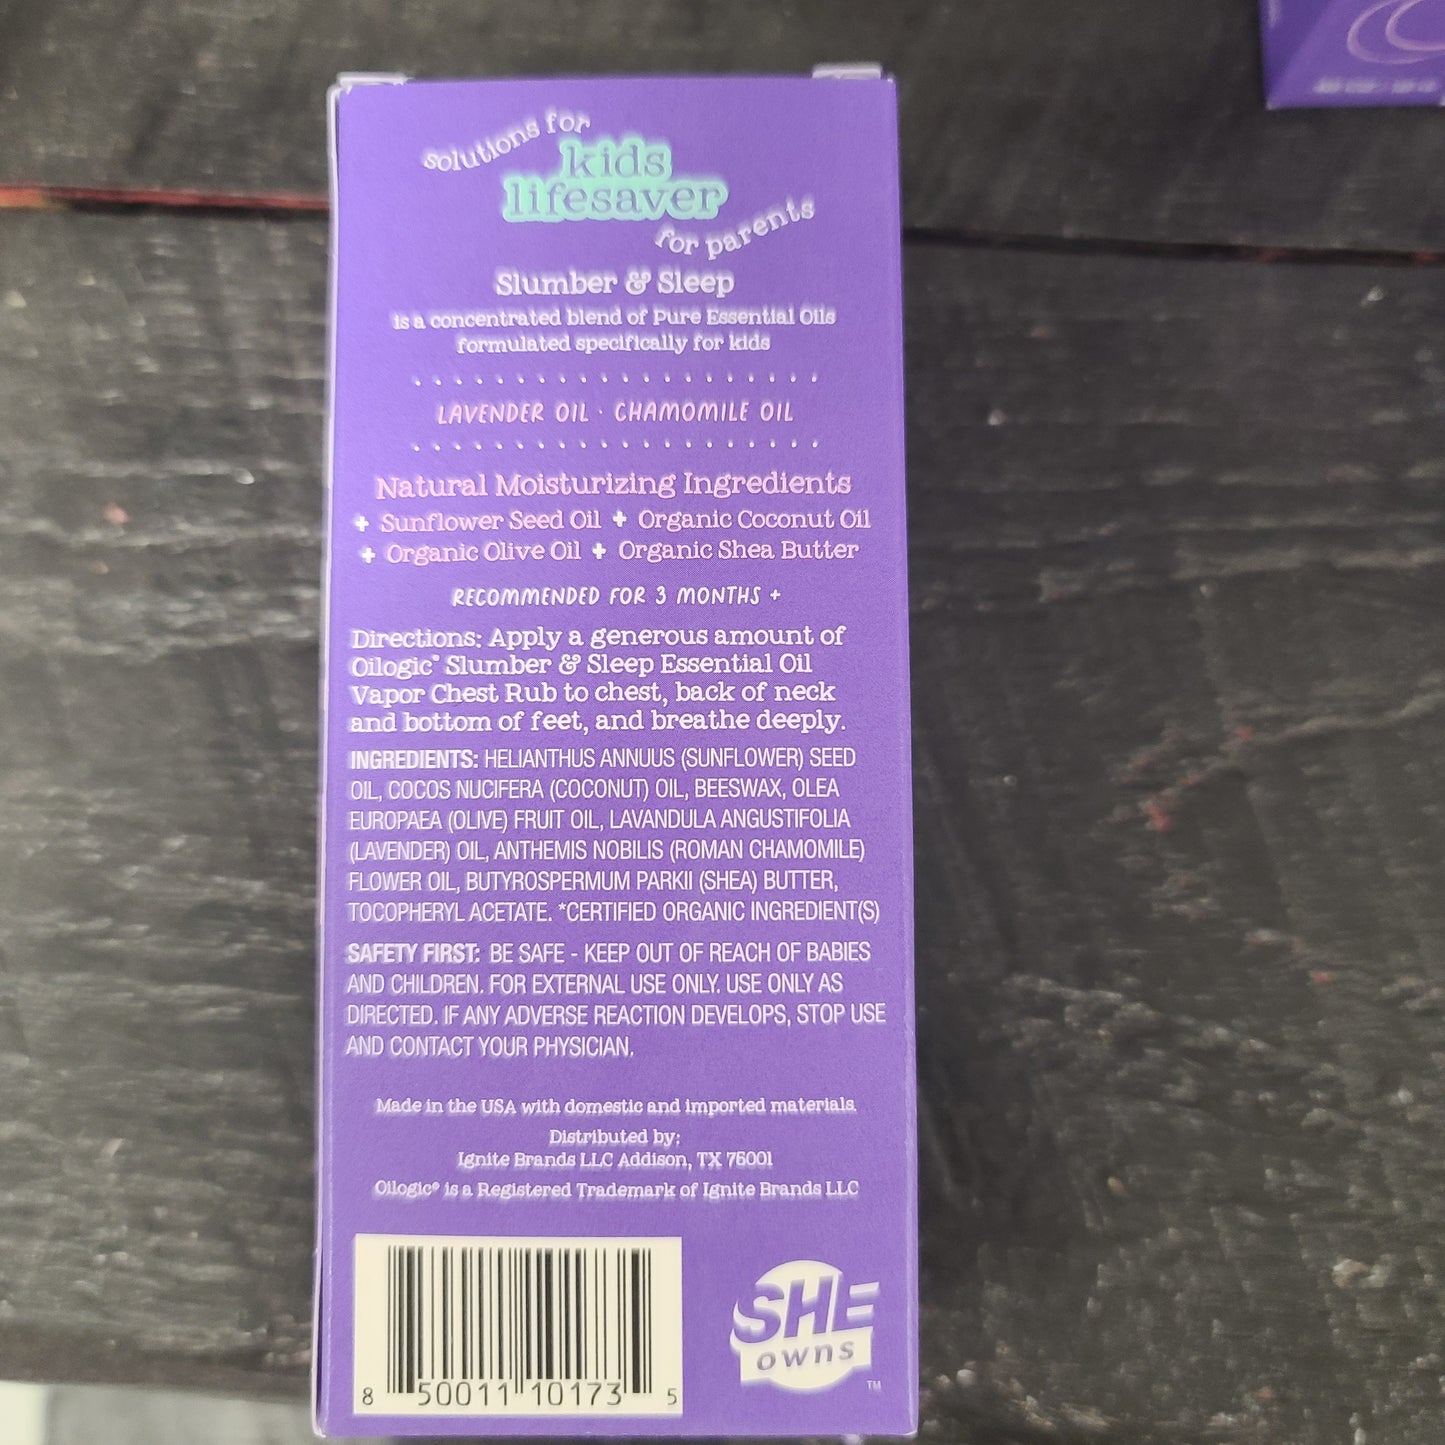 solutions for
kids
lifesaver
for parents
Slumber & Sleep
is a concentrated blend of Pure Essential Oils
formulated specifically for kids
LAVENDER OIL · CHAMOMILE OIL
Natural Moisturizing Ingredients
+ Sunflower Seed Oil + Organic Coconut Oil
+ Organic Olive Oil + Organic Shea Butter
RECOMMENDED FOR 3 MONTHS +
Directions: Apply a generous amount of
Oilogic® Slumber & Sleep Essential Oil
Vapor Chest Rub to chest, back of neck
and bottom of feet, and breathe deeply.
INGREDIENTS: HELIANTHUS ANNUUS (SUNFLOWER) SEED
OIL, COCOS NUCIFERA (COCONUT) OIL, BEESWAX, OLEA
EUROPAEA (OLIVE) FRUIT OIL, LAVANDULA ANGUSTIFOLIA
(LAVENDER) OIL, ANTHEMIS NOBILIS (ROMAN CHAMOMILE)
FLOWER OIL, BUTYROSPERMUM PARKII (SHEA) BUTTER,
TOCOPHERYL ACETATE. *CERTIFIED ORGANIC INGREDIENT(S)
SAFETY FIRST: BE SAFE - KEEP OUT OF REACH OF BABIES
AND CHILDREN. FOR EXTERNAL USE ONLY. USE ONLY AS
DIRECTED. IF ANY ADVERSE REACTION DEVELOPS, STOP USE
AND CONTACT YOUR PHYSICIAN.
Made in the USA with domestic and imported materials.
Distributed by:
Ignite Brands LLC Addison, TX 75001
Oilogic® is a Registered Trademark of Ignite Brands LLC
8 50011 10173 5
SHE
owns
TM